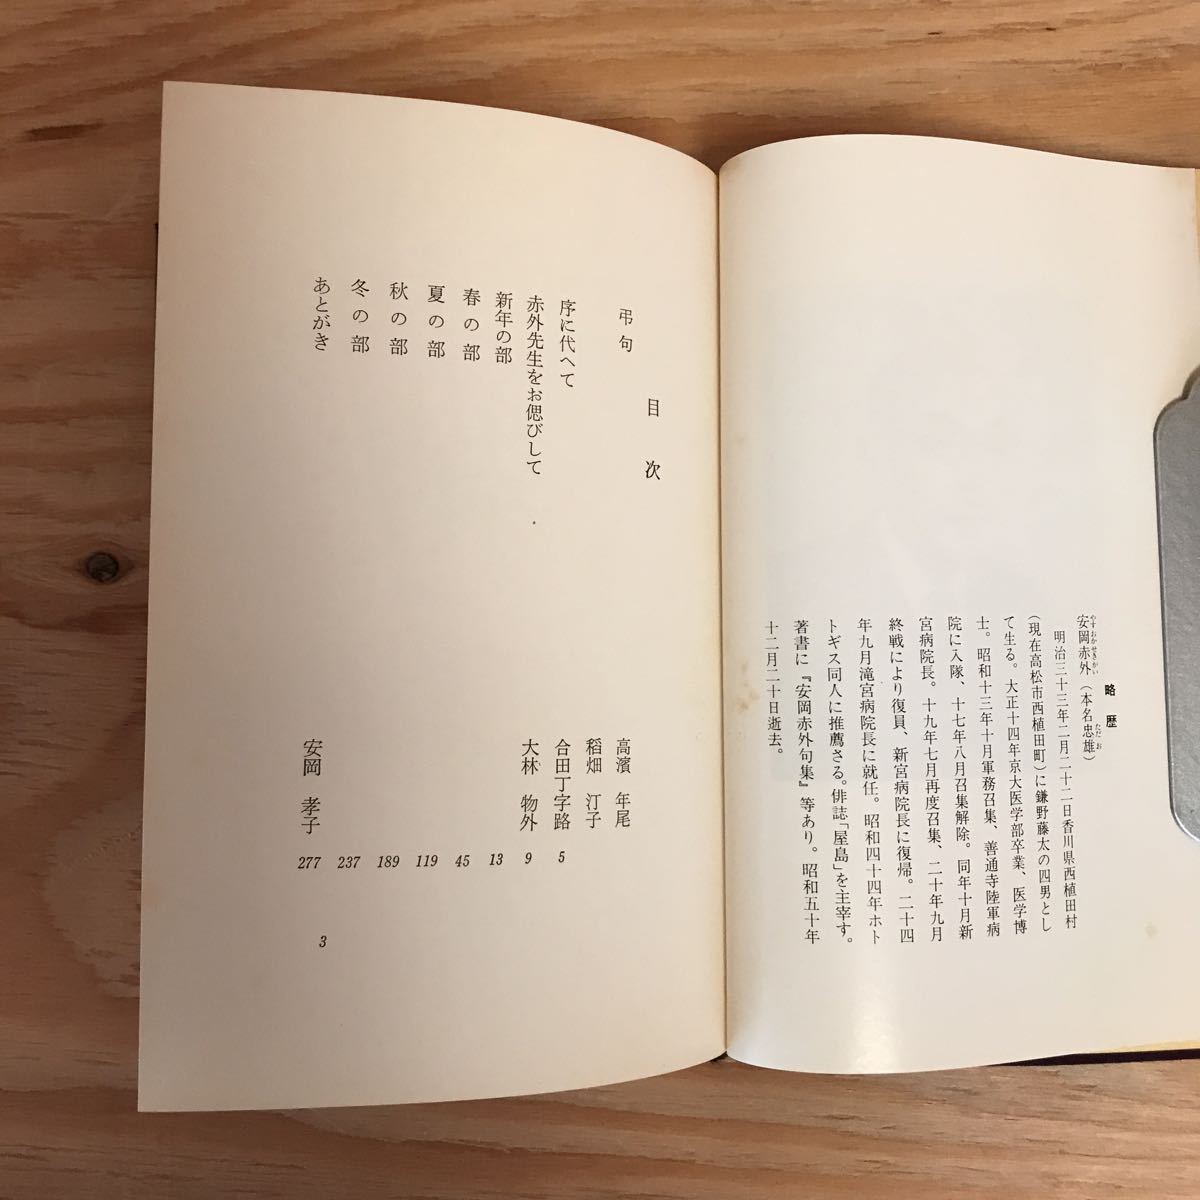 略歴
安岡赤外（本名忠雄）
やすおかせきがい
ただお
明治三十三年二月二十二日香川県西植田村
（現在高松市西植田町）に鎌野藤太の四男とし
て生る。大正十四年京大医学部卒業、医学博
士。昭和十三年十月軍務召集、善通寺陸軍病
院に入隊、十七年八月召集解除。同年十月新
宮病院長。十九年七月再度召集、二十年九月
終戦により復員、新宮病院長に復帰。二十四
年九月滝宮病院長に就任。昭和四十四年ホト
トギス同人に推薦さる。俳誌「屋島」を主宰す。
著書に『安岡赤外句集』等あり。昭和五十年
十二月二十日逝去。
目次
弔句 高濱年尾
稲畑汀子
序に代へて 合田丁字路 5
赤外先生をお偲びして 大林物外 9
新年の部 13
春の部 45
夏の部 119
秋の部 189
冬の部 237
あとがき 安岡孝子 277
3